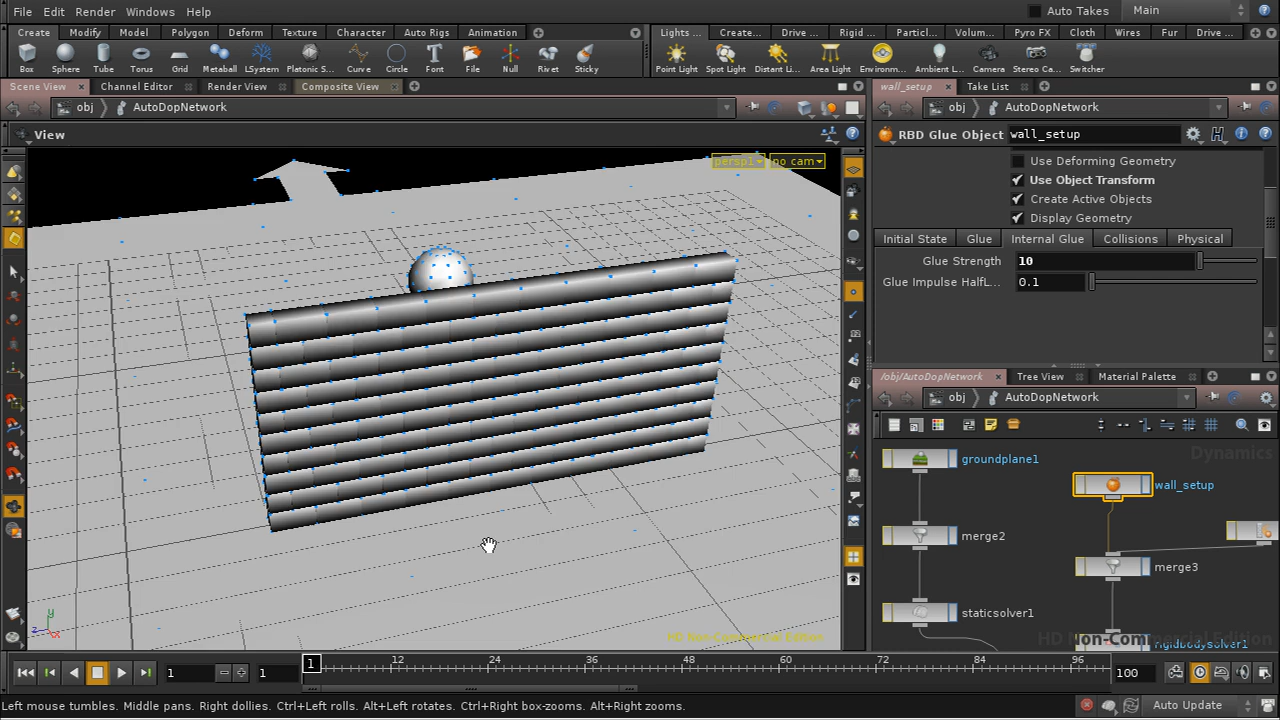 File Edit Render Windows Help Auto Takes Main
Create Modify Model Polygon Deform Texture Character Auto Rigs Animation Lights ... Create... Drive ... Rigid ... Particl... Volum... Pyro FX Cloth Wires Fur Drive ...
Box Sphere Tube Torus Grid Metaball LSystem Platonic S... Curve Circle Font File Null Rivet Sticky Point Light Spot Light Distant Li... Area Light Environm... Ambient L... Camera Stereo Ca... Switcher
Scene View Channel Editor Render View Composite View
obj AutoDopNetwork
View
persp1 no cam
HD Non-Commercial Edition
wall_setup Take List
obj AutoDopNetwork
RBD Glue Object wall_setup
Use Deforming Geometry
Use Object Transform
Create Active Objects
Display Geometry
Initial State Glue Internal Glue Collisions Physical
Glue Strength 10
Glue Impulse HalfL... 0.1
/obj/AutoDopNetwork Tree View Material Palette
obj AutoDopNetwork
Dynamics
groundplane1
wall_setup
merge2
merge3
staticsolver1
rigidbodysolver1
HD Non-Commercial Edition
1 1 1 12 24 36 48 60 72 84 96 100
Left mouse tumbles. Middle pans. Right dollies. Ctrl+Left rolls. Alt+Left rotates. Ctrl+Right box-zooms. Alt+Right zooms. Auto Update